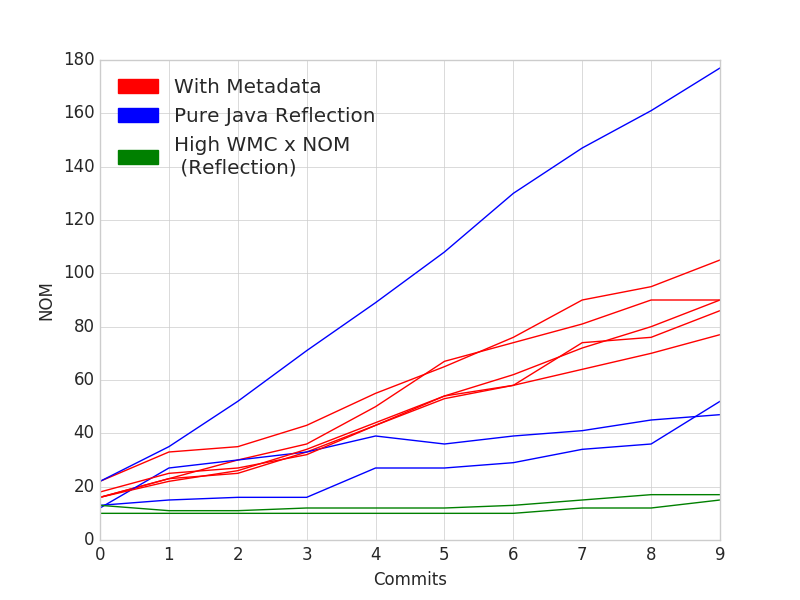 180
160
140
120
100
80
60
40
20
0
NOM
With Metadata
Pure Java Reflection
High WMC x NOM
(Reflection)
0 1 2 3 4 5 6 7 8 9
Commits